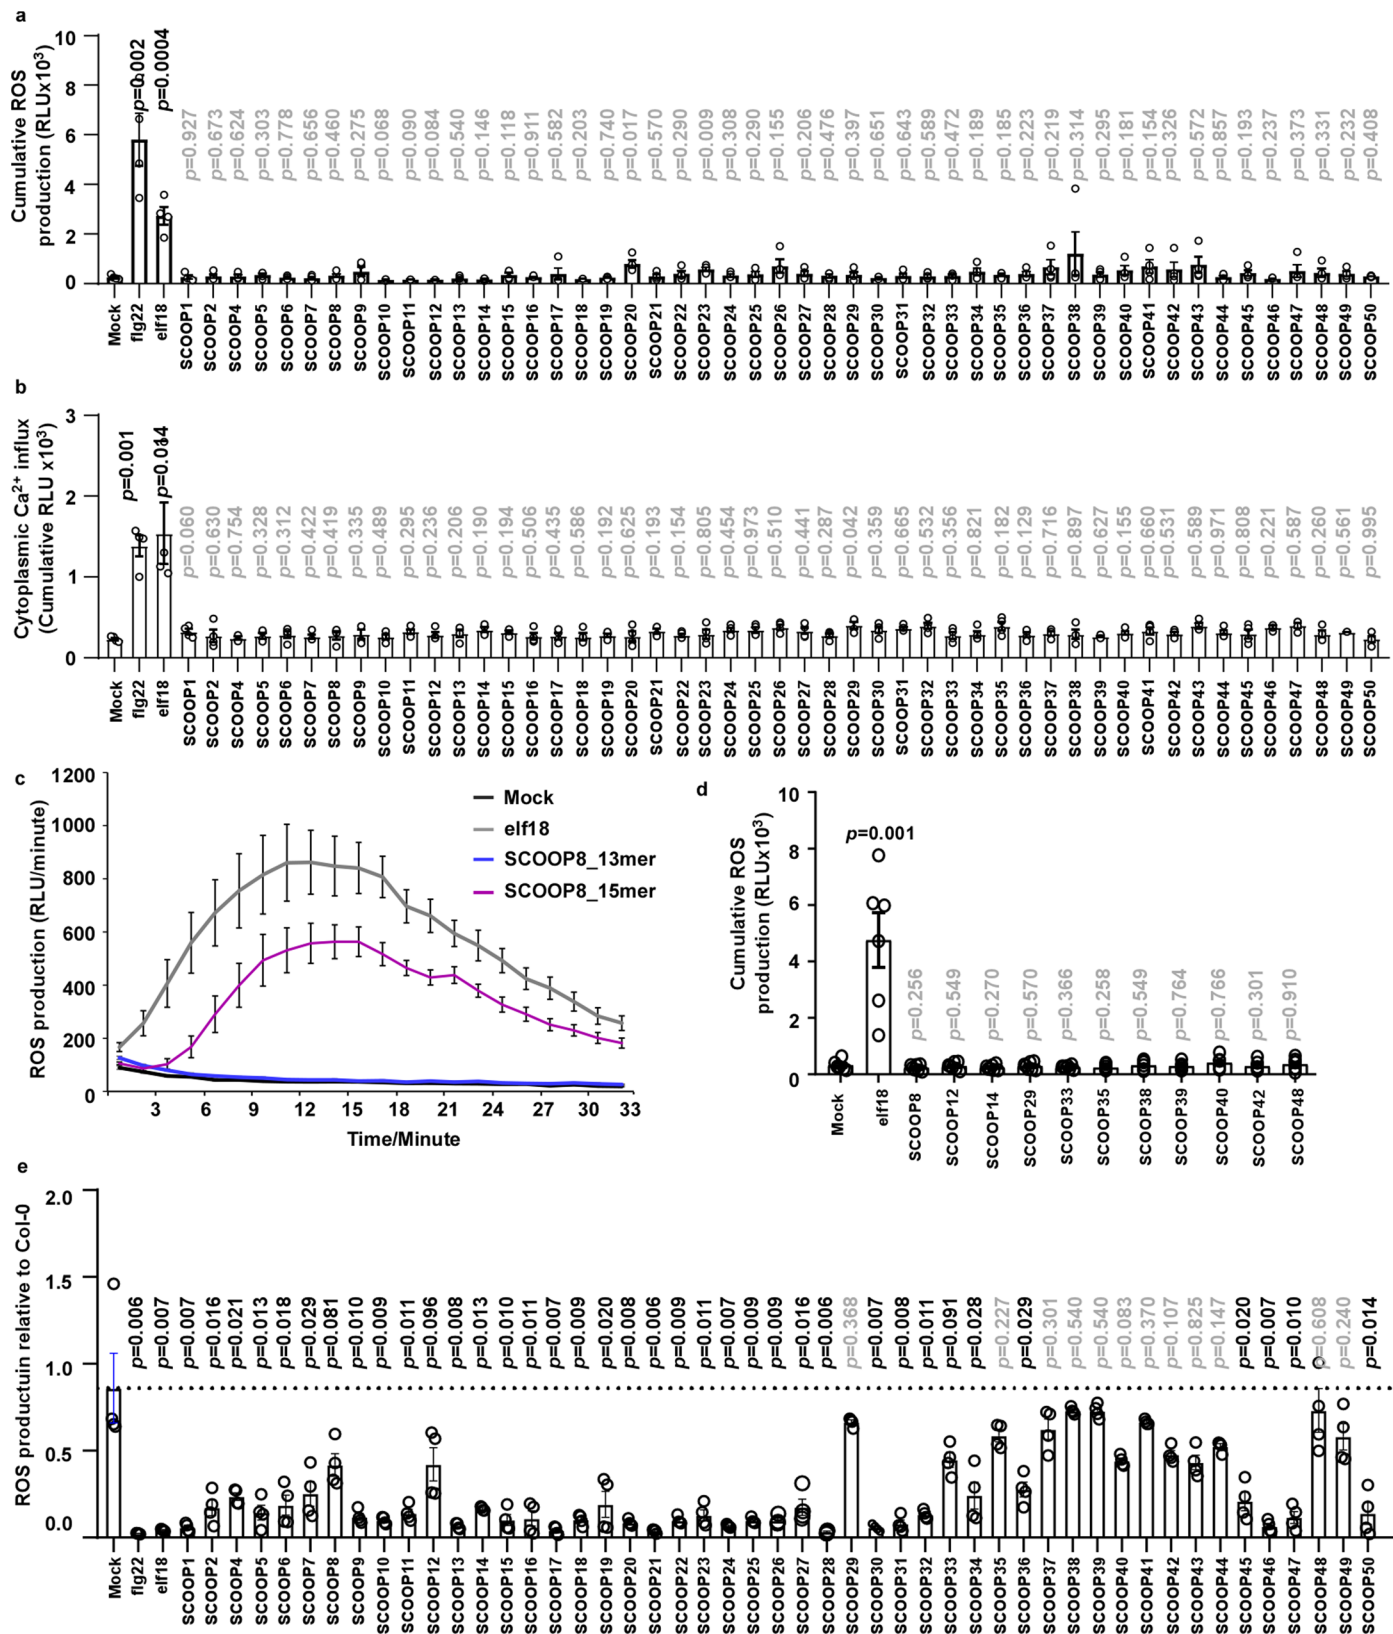 a
Cumulative ROS
production (RLUx10³)
10
8
6
4
2
0
p=0.002 p=0.0004 p=0.927 p=0.673 p=0.624 p=0.303 p=0.778 p=0.656 p=0.460 p=0.275 p=0.068 p=0.090 p=0.084 p=0.540 p=0.146 p=0.118 p=0.911 p=0.582 p=0.203 p=0.740 p=0.017 p=0.570 p=0.290 p=0.009 p=0.308 p=0.290 p=0.155 p=0.206 p=0.476 p=0.397 p=0.651 p=0.643 p=0.589 p=0.472 p=0.189 p=0.185 p=0.223 p=0.219 p=0.314 p=0.295 p=0.181 p=0.154 p=0.326 p=0.572 p=0.857 p=0.193 p=0.237 p=0.373 p=0.331 p=0.232 p=0.408
Mock flg22 elf18 SCOOP1 SCOOP2 SCOOP4 SCOOP5 SCOOP6 SCOOP7 SCOOP8 SCOOP9 SCOOP10 SCOOP11 SCOOP12 SCOOP13 SCOOP14 SCOOP15 SCOOP16 SCOOP17 SCOOP18 SCOOP19 SCOOP20 SCOOP21 SCOOP22 SCOOP23 SCOOP24 SCOOP25 SCOOP26 SCOOP27 SCOOP28 SCOOP29 SCOOP30 SCOOP31 SCOOP32 SCOOP33 SCOOP34 SCOOP35 SCOOP36 SCOOP37 SCOOP38 SCOOP39 SCOOP40 SCOOP41 SCOOP42 SCOOP43 SCOOP44 SCOOP45 SCOOP46 SCOOP47 SCOOP48 SCOOP49 SCOOP50
b
Cytoplasmic Ca²⁺ influx
(Cumulative RLU x10³)
3
2
1
0
p=0.001 p=0.014 p=0.060 p=0.630 p=0.754 p=0.328 p=0.312 p=0.422 p=0.419 p=0.335 p=0.489 p=0.295 p=0.236 p=0.206 p=0.190 p=0.194 p=0.506 p=0.435 p=0.586 p=0.192 p=0.625 p=0.193 p=0.154 p=0.805 p=0.454 p=0.973 p=0.510 p=0.441 p=0.287 p=0.042 p=0.359 p=0.665 p=0.532 p=0.356 p=0.821 p=0.182 p=0.129 p=0.716 p=0.897 p=0.627 p=0.155 p=0.660 p=0.531 p=0.589 p=0.971 p=0.808 p=0.221 p=0.587 p=0.260 p=0.561 p=0.995
Mock flg22 elf18 SCOOP1 SCOOP2 SCOOP4 SCOOP5 SCOOP6 SCOOP7 SCOOP8 SCOOP9 SCOOP10 SCOOP11 SCOOP12 SCOOP13 SCOOP14 SCOOP15 SCOOP16 SCOOP17 SCOOP18 SCOOP19 SCOOP20 SCOOP21 SCOOP22 SCOOP23 SCOOP24 SCOOP25 SCOOP26 SCOOP27 SCOOP28 SCOOP29 SCOOP30 SCOOP31 SCOOP32 SCOOP33 SCOOP34 SCOOP35 SCOOP36 SCOOP37 SCOOP38 SCOOP39 SCOOP40 SCOOP41 SCOOP42 SCOOP43 SCOOP44 SCOOP45 SCOOP46 SCOOP47 SCOOP48 SCOOP49 SCOOP50
c
ROS production (RLU/minute)
1200
1000
800
600
400
200
0
Mock
elf18
SCOOP8_13mer
SCOOP8_15mer
3 6 9 12 15 18 21 24 27 30 33
Time/Minute
d
Cumulative ROS
production (RLUx10³)
10
8
6
4
2
0
p=0.001
p=0.256 p=0.549 p=0.270 p=0.570 p=0.366 p=0.258 p=0.549 p=0.764 p=0.766 p=0.301 p=0.910
Mock elf18 SCOOP8 SCOOP12 SCOOP14 SCOOP29 SCOOP33 SCOOP35 SCOOP38 SCOOP39 SCOOP40 SCOOP42 SCOOP48
e
ROS productuin relative to Col-0
2.0
1.5
1.0
0.5
0.0
p=0.006 p=0.007 p=0.007 p=0.016 p=0.021 p=0.013 p=0.018 p=0.029 p=0.081 p=0.010 p=0.009 p=0.011 p=0.096 p=0.008 p=0.013 p=0.010 p=0.011 p=0.007 p=0.009 p=0.020 p=0.008 p=0.006 p=0.009 p=0.011 p=0.007 p=0.009 p=0.009 p=0.016 p=0.006 p=0.368 p=0.007 p=0.008 p=0.011 p=0.091 p=0.028 p=0.227 p=0.029 p=0.301 p=0.540 p=0.540 p=0.083 p=0.370 p=0.107 p=0.825 p=0.147 p=0.020 p=0.007 p=0.010 p=0.608 p=0.240 p=0.014
Mock flg22 elf18 SCOOP1 SCOOP2 SCOOP4 SCOOP5 SCOOP6 SCOOP7 SCOOP8 SCOOP9 SCOOP10 SCOOP11 SCOOP12 SCOOP13 SCOOP14 SCOOP15 SCOOP16 SCOOP17 SCOOP18 SCOOP19 SCOOP20 SCOOP21 SCOOP22 SCOOP23 SCOOP24 SCOOP25 SCOOP26 SCOOP27 SCOOP28 SCOOP29 SCOOP30 SCOOP31 SCOOP32 SCOOP33 SCOOP34 SCOOP35 SCOOP36 SCOOP37 SCOOP38 SCOOP39 SCOOP40 SCOOP41 SCOOP42 SCOOP43 SCOOP44 SCOOP45 SCOOP46 SCOOP47 SCOOP48 SCOOP49 SCOOP50